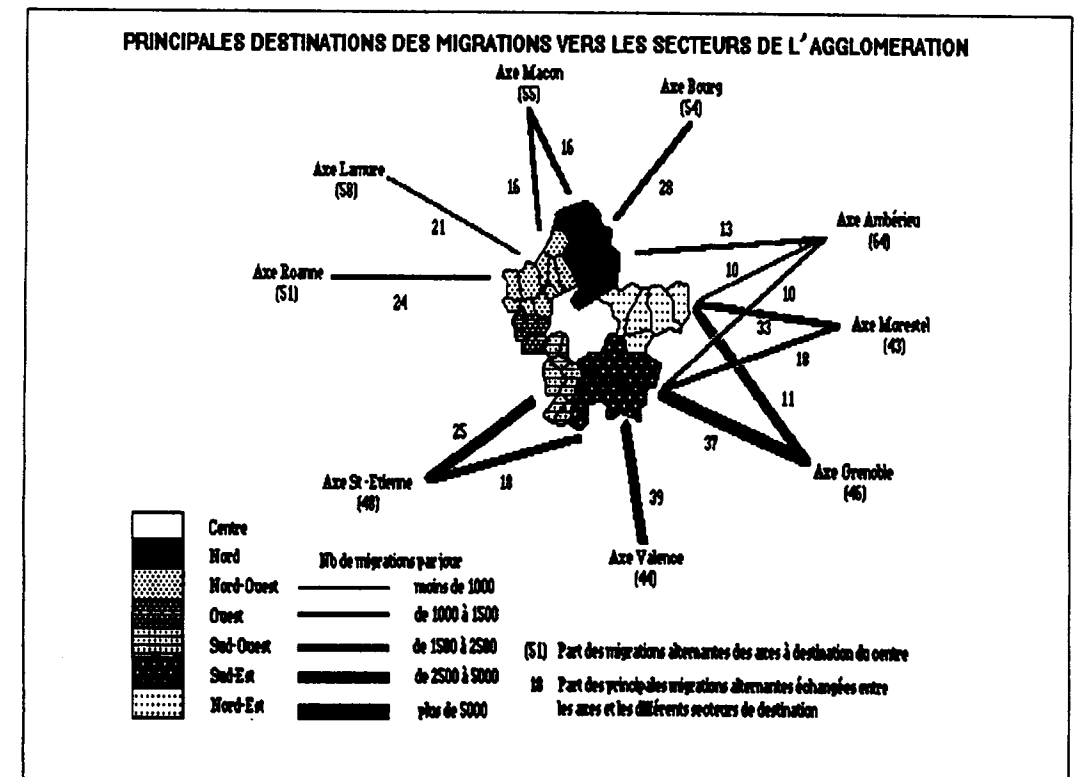 PRINCIPALES DESTINATIONS DES MIGRATIONS VERS LES SECTEURS DE L'AGGLOMERATION
Axe Macon
(55)
Axe Bourg
(54)
16
16
28
Axe Lamure
(58)
21
Axe Ambérieu
(64)
13
10
10
Axe Roanne
(51)
24
33
Axe Morestel
(43)
18
11
25
37
Axe St-Etienne
(48)
18
39
Axe Grenoble
(46)
Axe Valence
(44)
Centre
Nord
Nord-Ouest
Ouest
Sud-Ouest
Sud-Est
Nord-Est
Nb de migrations par jour
moins de 1000
de 1000 à 1500
de 1500 à 2500
de 2500 à 5000
plus de 5000
(51) Part des migrations alternantes des axes à destination du centre
18 Part des principales migrations alternantes échangées entre
les axes et les différents secteurs de destination